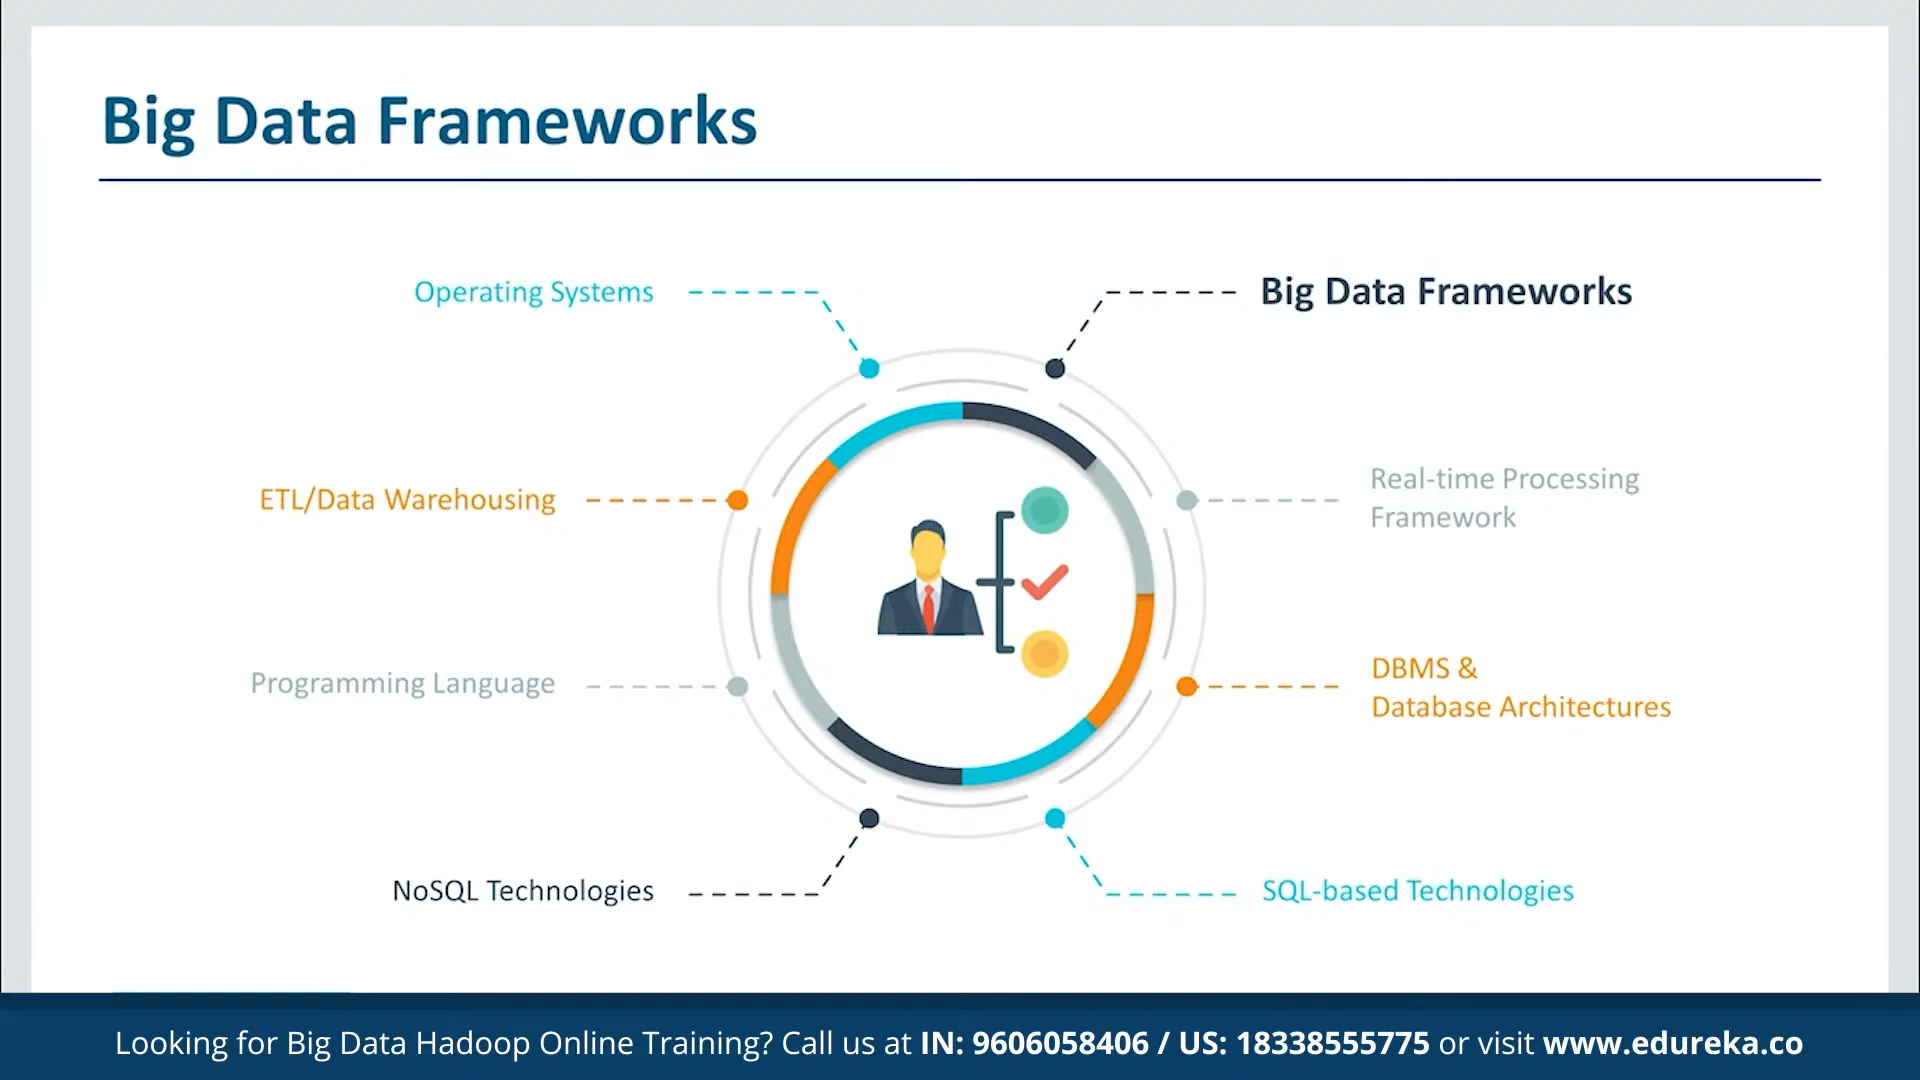 Big Data Frameworks
Operating Systems
Big Data Frameworks
ETL/Data Warehousing
Real-time Processing
Framework
Programming Language
DBMS &
Database Architectures
NoSQL Technologies
SQL-based Technologies
Looking for Big Data Hadoop Online Training? Call us at IN: 9606058406 / US: 18338555775 or visit www.edureka.co